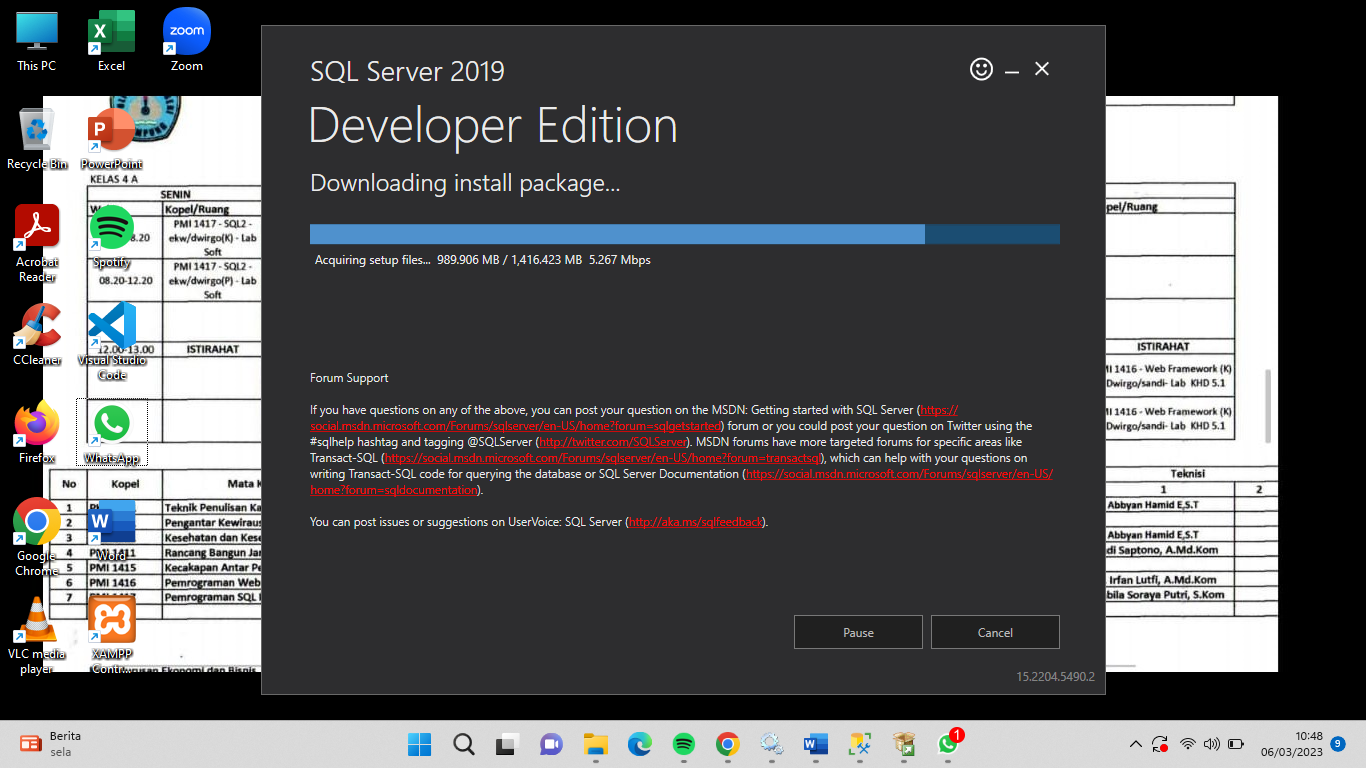 This PC
Excel
Zoom
zoom
Recycle Bin
PowerPoint
Acrobat
Reader
Spotify
CCleaner
Visual Studio
Code
Firefox
WhatsApp
Google
Chrome
Word
VLC media
player
XAMPP
Contr...
KELAS 4 A
SENIN
Kopel/Ruang
PMI 1417 - SQL2 -
8.20 ekw/dwirgo(K) - Lab
Soft
PMI 1417 - SQL2 -
08.20-12.20 ekw/dwirgo(P) - Lab
Soft
12.00-13.00 ISTIRAHAT
No Kopel Mata K
1 Teknik Penulisan Ka
2 Pengantar Kewiraus
3 Kesehatan dan Kese
4 PMI 1411 Rancang Bangun Jar
5 PMI 1415 Kecakapan Antar Pe
6 PMI 1416 Pemrograman Web
7 Pemrograman SQL
SQL Server 2019
Developer Edition
Downloading install package...
Acquiring setup files... 989.906 MB / 1,416.423 MB 5.267 Mbps
Forum Support
If you have questions on any of the above, you can post your question on the MSDN: Getting started with SQL Server (https://
social.msdn.microsoft.com/Forums/sqlserver/en-US/home?forum=sqlgetstarted) forum or you could post your question on Twitter using the
#sqlhelp hashtag and tagging @SQLServer (http://twitter.com/SQLServer). MSDN forums have more targeted forums for specific areas like
Transact-SQL (https://social.msdn.microsoft.com/Forums/sqlserver/en-US/home?forum=transactsql), which can help with your questions on
writing Transact-SQL code for querying the database or SQL Server Documentation (https://social.msdn.microsoft.com/Forums/sqlserver/en-US/
home?forum=sqldocumentation).
You can post issues or suggestions on UserVoice: SQL Server (http://aka.ms/sqlfeedback).
Pause
Cancel
15.2204.5490.2
pel/Ruang
ISTIRAHAT
MI 1416 - Web Framework (K)
Dwirgo/sandi- Lab KHD 5.1
MI 1416 - Web Framework (K)
Dwirgo/sandi- Lab KHD 5.1
Teknisi
1 2
Abbyan Hamid E,S.T
Abbyan Hamid E,S.T
di Saptono, A.Md.Kom
Irfan Lutfi, A.Md.Kom
bila Soraya Putri, S.Kom
Berita
sela
1
10:48
06/03/2023
9